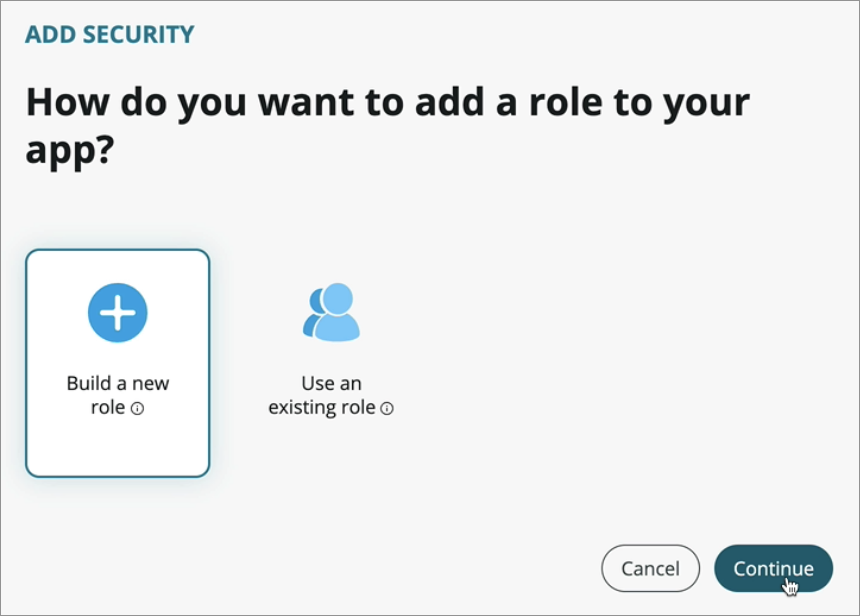 ADD SECURITY
How do you want to add a role to your
app?
Build a new
role
Use an
existing role
Cancel
Continue